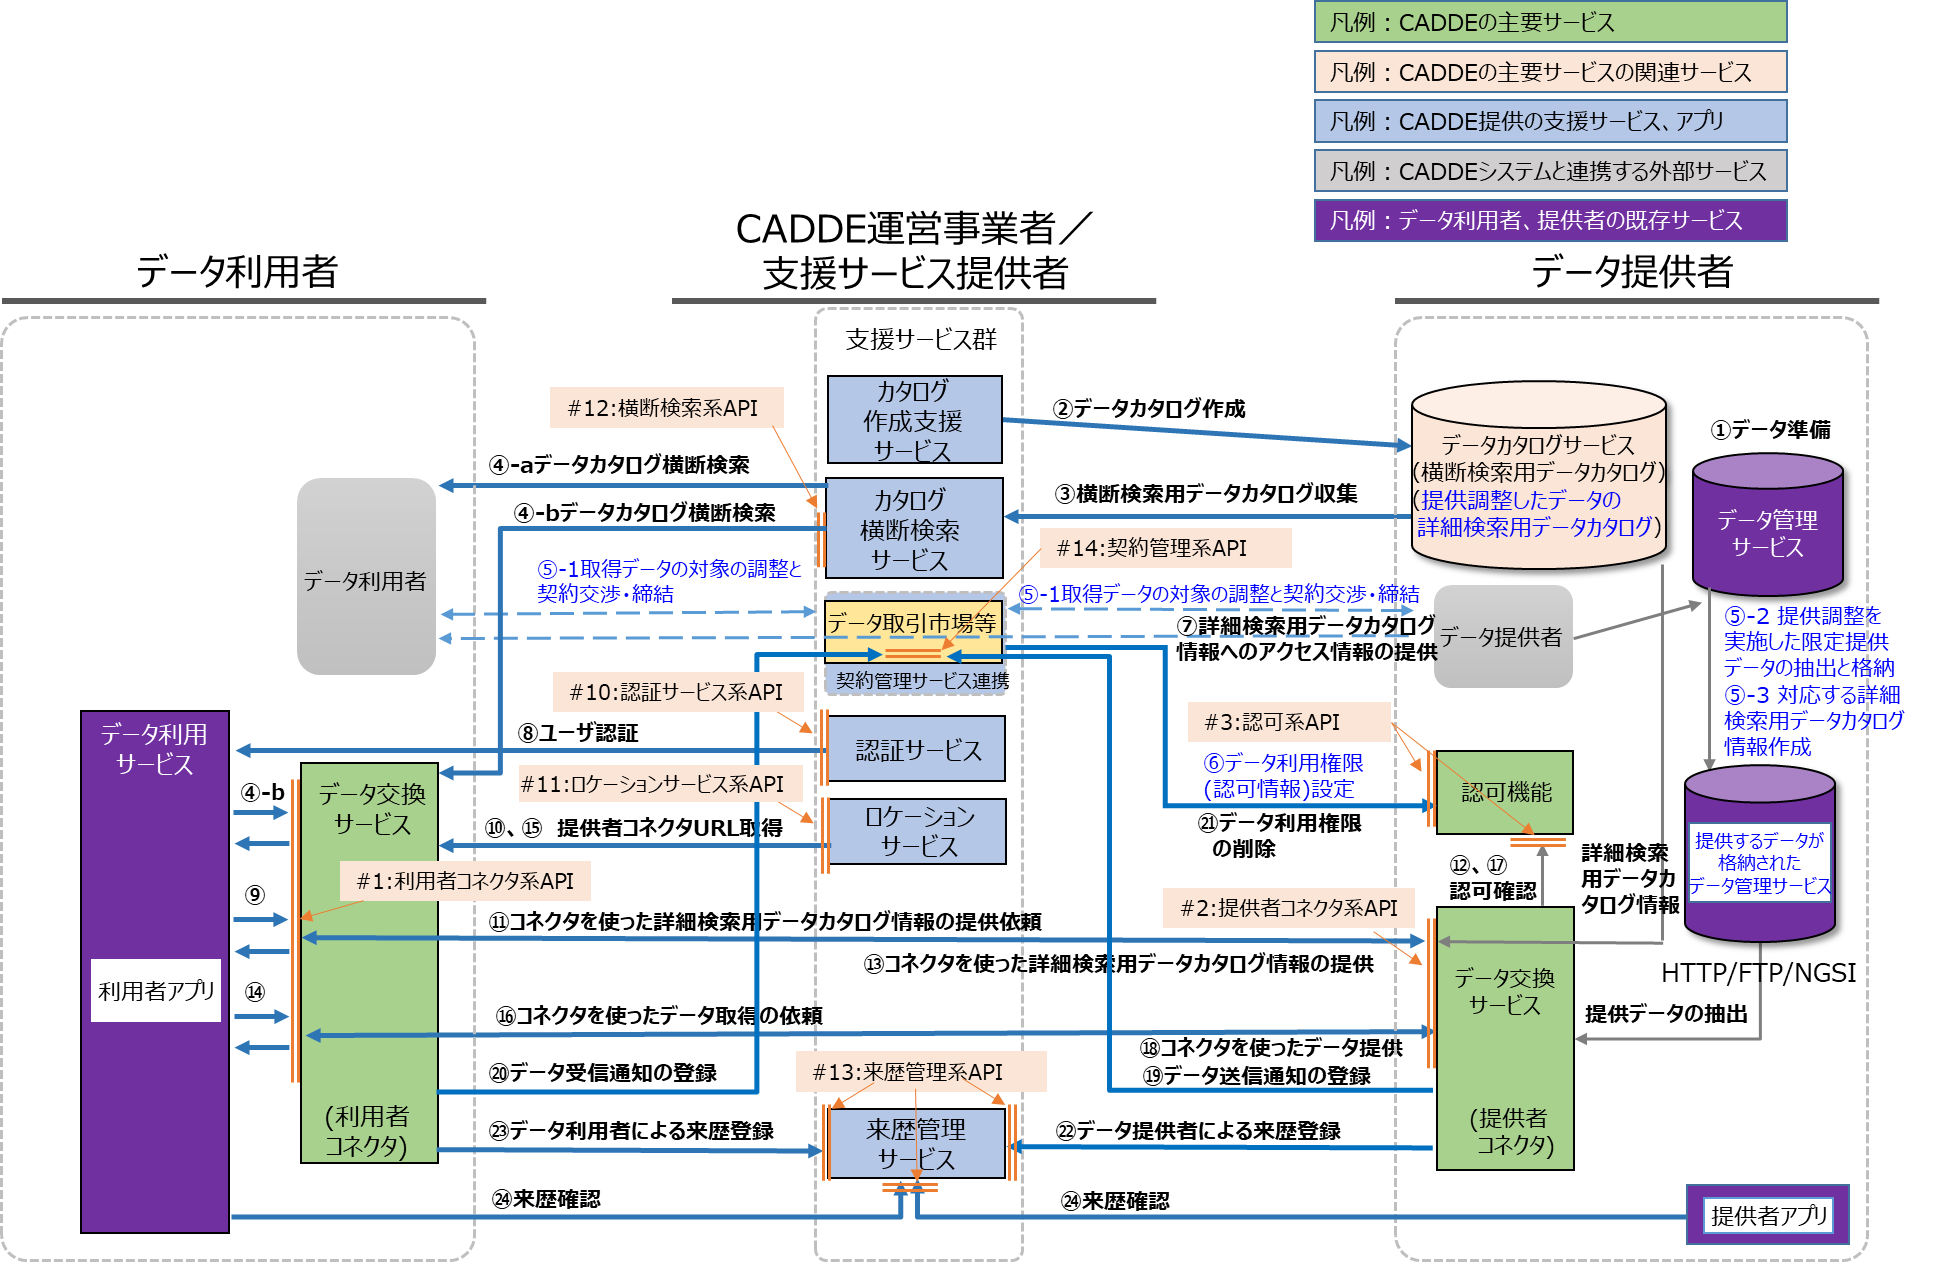 凡例：CADDEの主要サービス
凡例：CADDEの主要サービスの関連サービス
凡例：CADDE提供の支援サービス、アプリ
凡例：CADDEシステムと連携する外部サービス
凡例：データ利用者、提供者の既存サービス
データ利用者
CADDE運営事業者／
支援サービス提供者
データ提供者
支援サービス群
カタログ
作成支援
サービス
#12:横断検索系API
②データカタログ作成
データカタログサービス
(横断検索用データカタログ)
(提供調整したデータの
詳細検索用データカタログ)
①データ準備
データ管理
サービス
④-aデータカタログ横断検索
④-bデータカタログ横断検索
カタログ
横断検索
サービス
③横断検索用データカタログ収集
#14:契約管理系API
データ利用者
⑤-1取得データの対象の調整と
契約交渉・締結
データ取引市場等
契約管理サービス連携
⑤-1取得データの対象の調整と契約交渉・締結
⑦詳細検索用データカタログ
情報へのアクセス情報の提供
データ提供者
⑤-2 提供調整を
実施した限定提供
データの抽出と格納
⑤-3 対応する詳細
検索用データカタログ
情報作成
#10:認証サービス系API
⑧ユーザ認証
認証サービス
#3:認可系API
⑥データ利用権限
(認可情報)設定
認可機能
データ利用
サービス
④-b
データ交換
サービス
#11:ロケーションサービス系API
⑩、⑮ 提供者コネクタURL取得
ロケーション
サービス
㉑データ利用権限
の削除
⑫、⑰
認可確認
詳細検索
用データカ
タログ情報
提供するデータが
格納された
データ管理サービス
#1:利用者コネクタ系API
⑨
⑪コネクタを使った詳細検索用データカタログ情報の提供依頼
#2:提供者コネクタ系API
⑬コネクタを使った詳細検索用データカタログ情報の提供
データ交換
サービス
HTTP/FTP/NGSI
利用者アプリ
⑭
⑯コネクタを使ったデータ取得の依頼
提供データの抽出
⑱コネクタを使ったデータ提供
⑳データ受信通知の登録
#13:来歴管理系API
⑲データ送信通知の登録
(利用者
コネクタ)
㉓データ利用者による来歴登録
来歴管理
サービス
㉒データ提供者による来歴登録
(提供者
コネクタ)
㉔来歴確認
㉔来歴確認
提供者アプリ